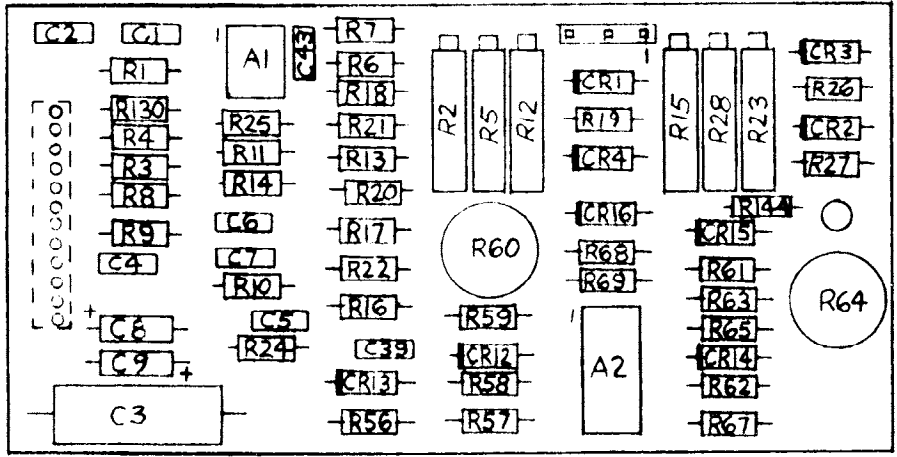 C2
C1
R1
R130
R4
R3
R8
R9
C4
+
C8
C9
+
C3
A1
C43
R25
R11
R14
C6
C7
R10
C5
R24
R7
R6
R18
R21
R13
R20
R17
R22
R16
C39
CR13
R56
R2
R5
R12
R60
R59
CR12
R58
R57
1
CR1
R19
CR4
CR16
R68
R69
1
A2
R15
R28
R23
R144
CR15
R61
R63
R65
CR14
R62
R67
CR3
R26
CR2
R27
R64